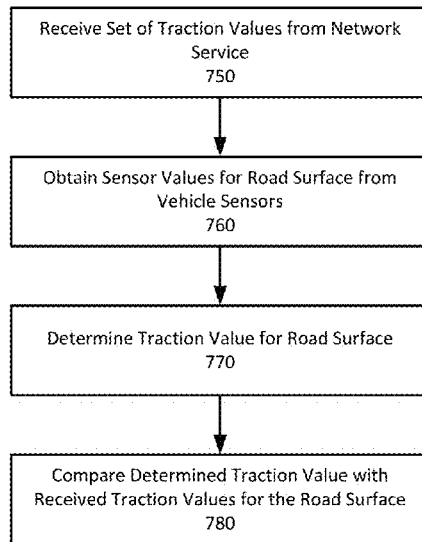 Receive Set of Traction Values from Network
Service
750
Obtain Sensor Values for Road Surface from
Vehicle Sensors
760
Determine Traction Value for Road Surface
770
Compare Determined Traction Value with
Received Traction Values for the Road Surface
780